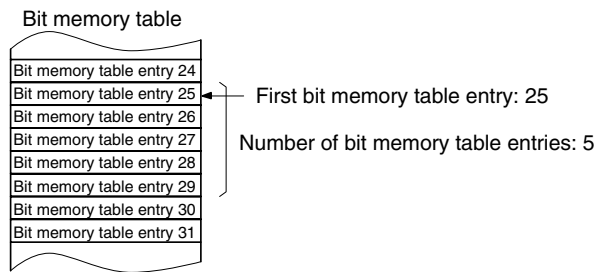 Bit memory table
Bit memory table entry 24
Bit memory table entry 25
First bit memory table entry: 25
Bit memory table entry 26
Bit memory table entry 27
Number of bit memory table entries: 5
Bit memory table entry 28
Bit memory table entry 29
Bit memory table entry 30
Bit memory table entry 31